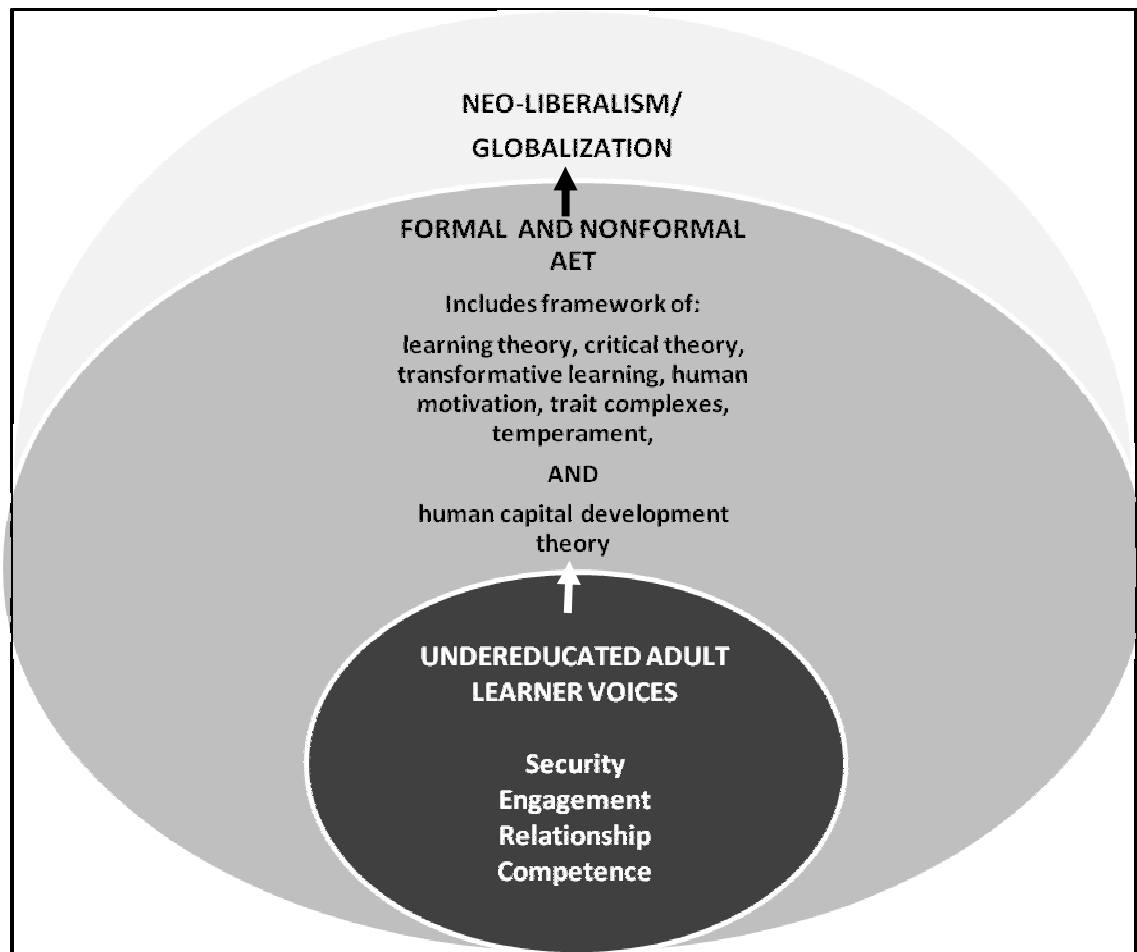 NEO-LIBERALISM/
GLOBALIZATION
FORMAL AND NONFORMAL
AET
Includes framework of:
learning theory, critical theory,
transformative learning, human
motivation, trait complexes,
temperament,
AND
human capital development
theory
UNDEREDUCATED ADULT
LEARNER VOICES
Security
Engagement
Relationship
Competence